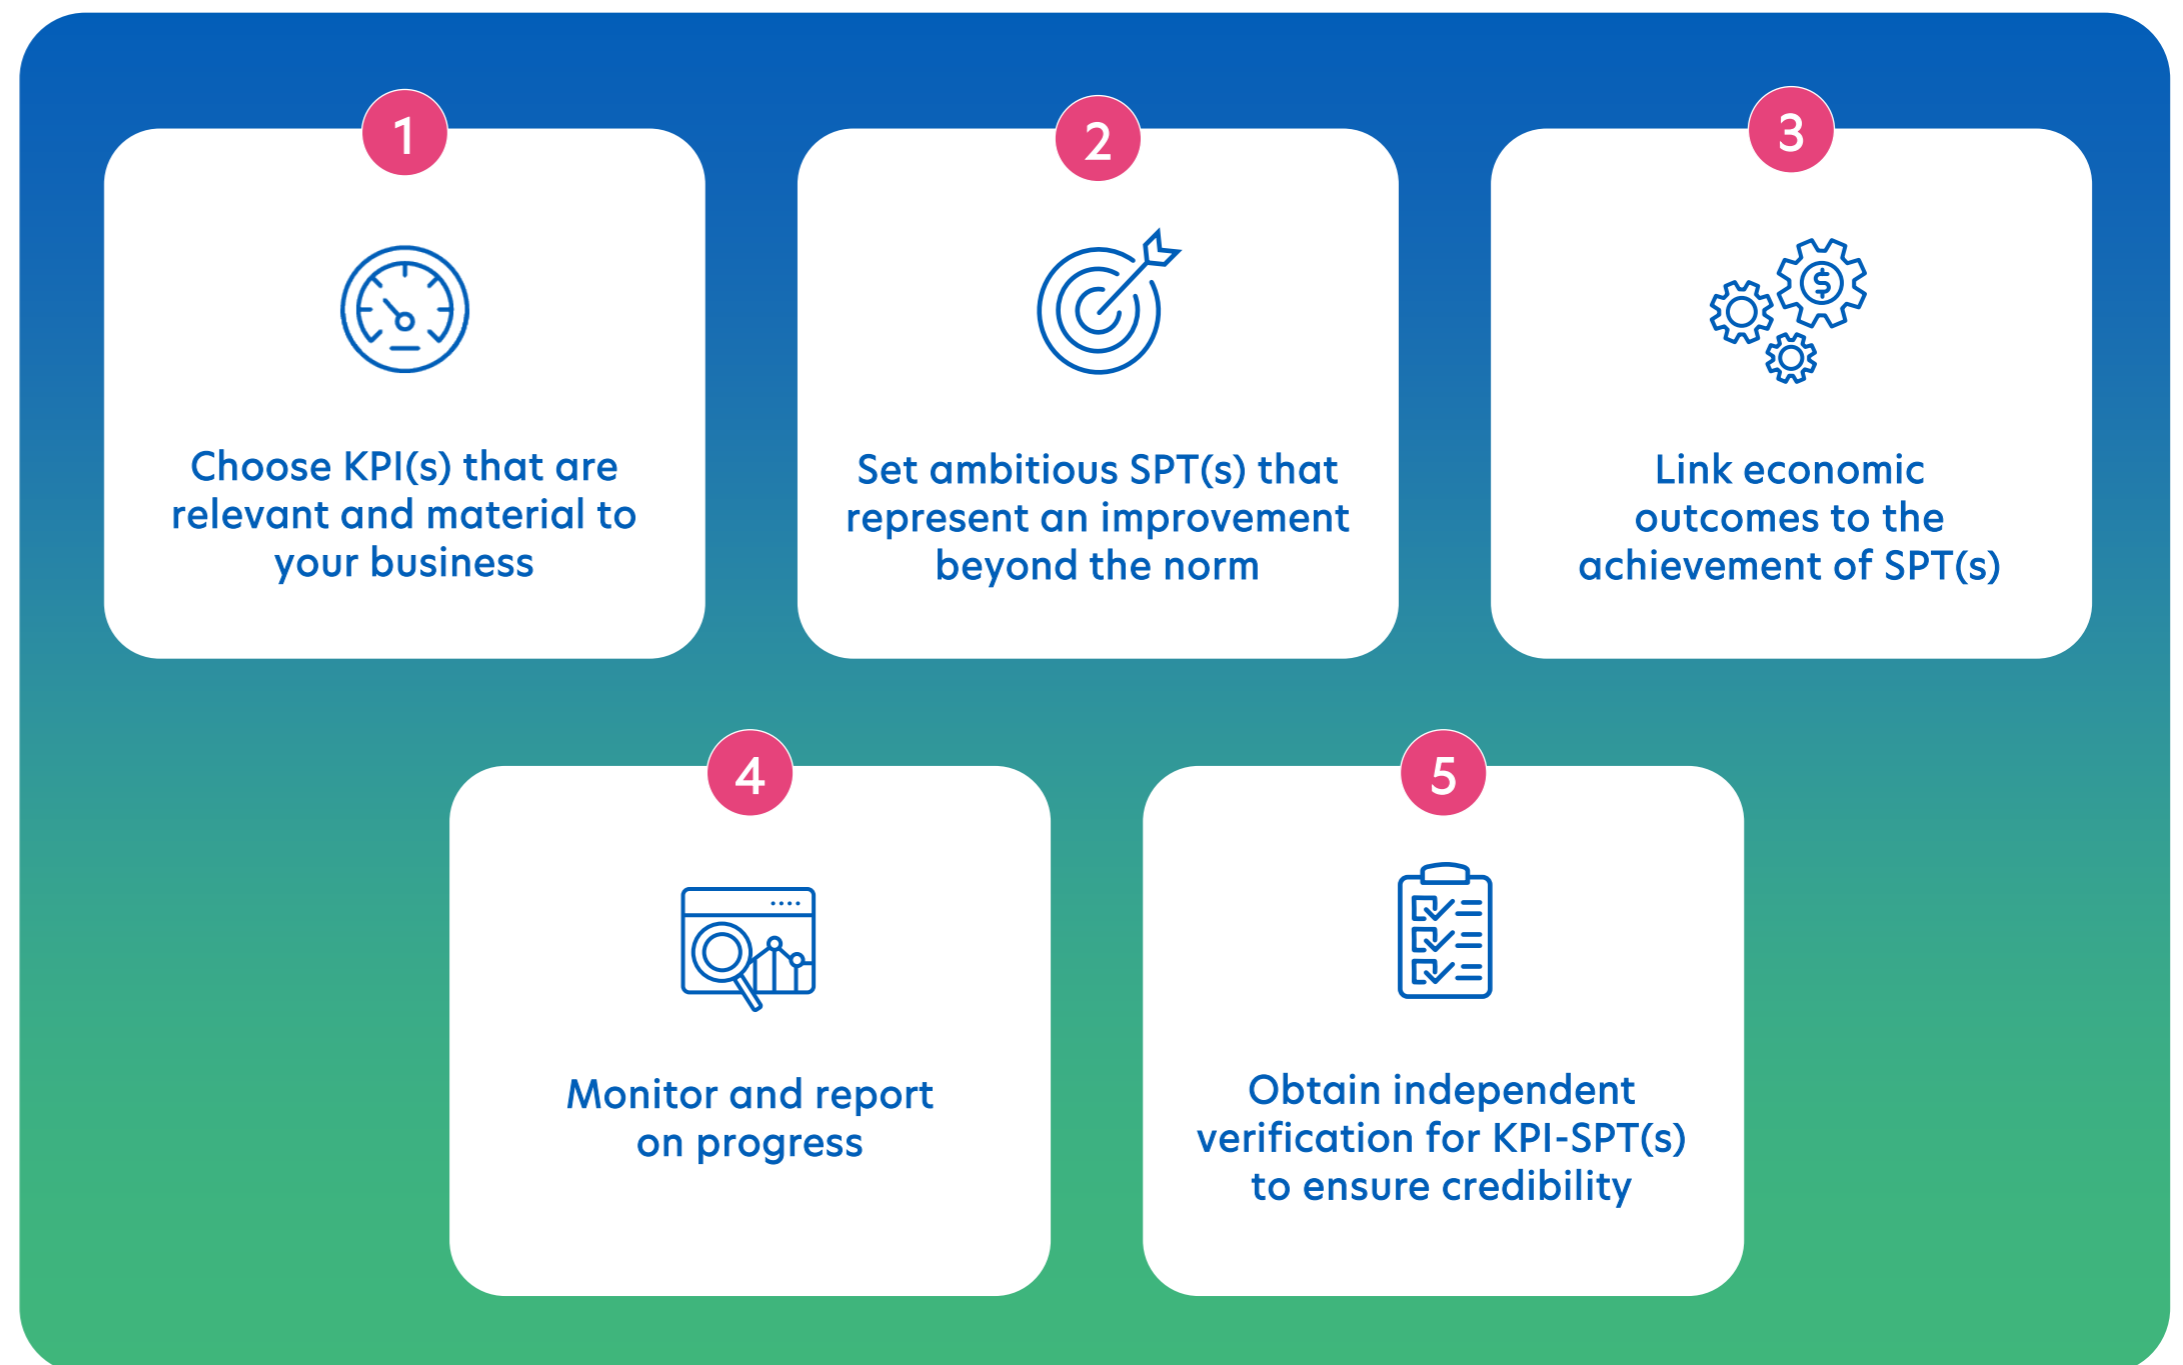 1
Choose KPI(s) that are
relevant and material to
your business
2
Set ambitious SPT(s) that
represent an improvement
beyond the norm
3
$
Link economic
outcomes to the
achievement of SPT(s)
4
Monitor and report
on progress
5
Obtain independent
verification for KPI-SPT(s)
to ensure credibility